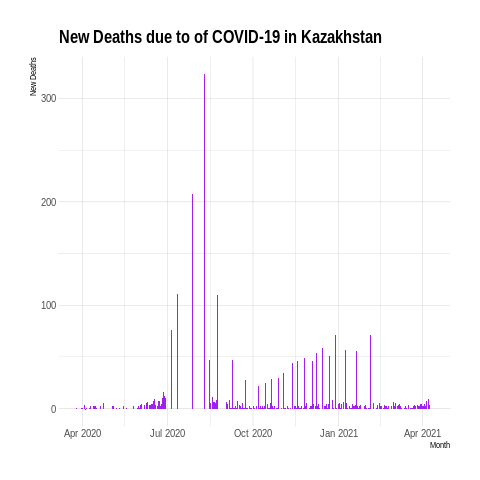 New Deaths due to of COVID-19 in Kazakhstan
New Deaths
300
200
100
0
Apr 2020 Jul 2020 Oct 2020 Jan 2021 Apr 2021
Month